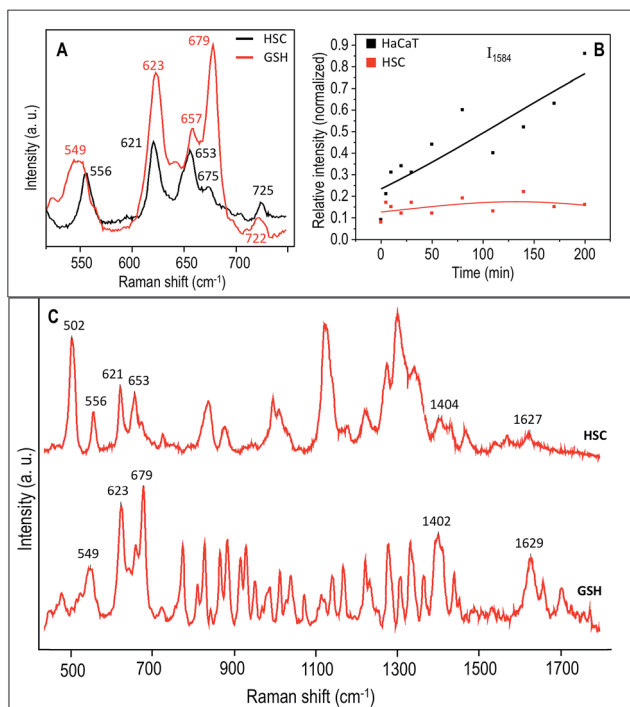 A
HSC
GSH
679
623
657
549
621
653
556
675
725
722
Intensity (a. u.)
550 600 650 700
Raman shift (cm-1)
B
HaCaT
HSC
I1584
0.9
0.8
0.7
0.6
0.5
0.4
0.3
0.2
0.1
0.0
Relative intensity (normalized)
0 50 100 150 200
Time (min)
C
502
621
653
556
1404
1627
HSC
679
623
549
1402
1629
GSH
Intensity (a. u.)
500 700 900 1100 1300 1500 1700
Raman shift (cm-1)